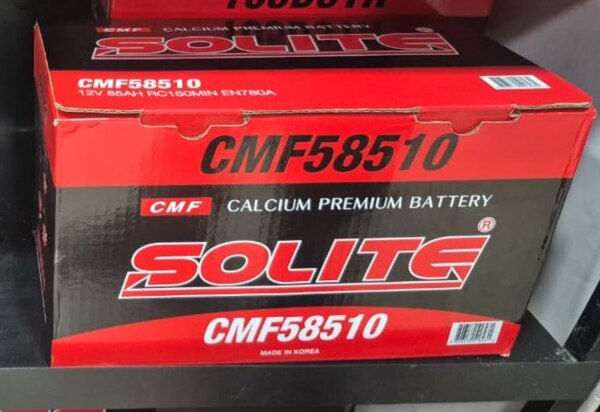 100D31R
CALCIUM PREMIUM BATTERY
CMF
SOLITE
CMF58510
12V 85AH RC160MIN EN780A
CMF58510
CMF CALCIUM PREMIUM BATTERY
SOLITE®
CMF58510
MADE IN KOREA